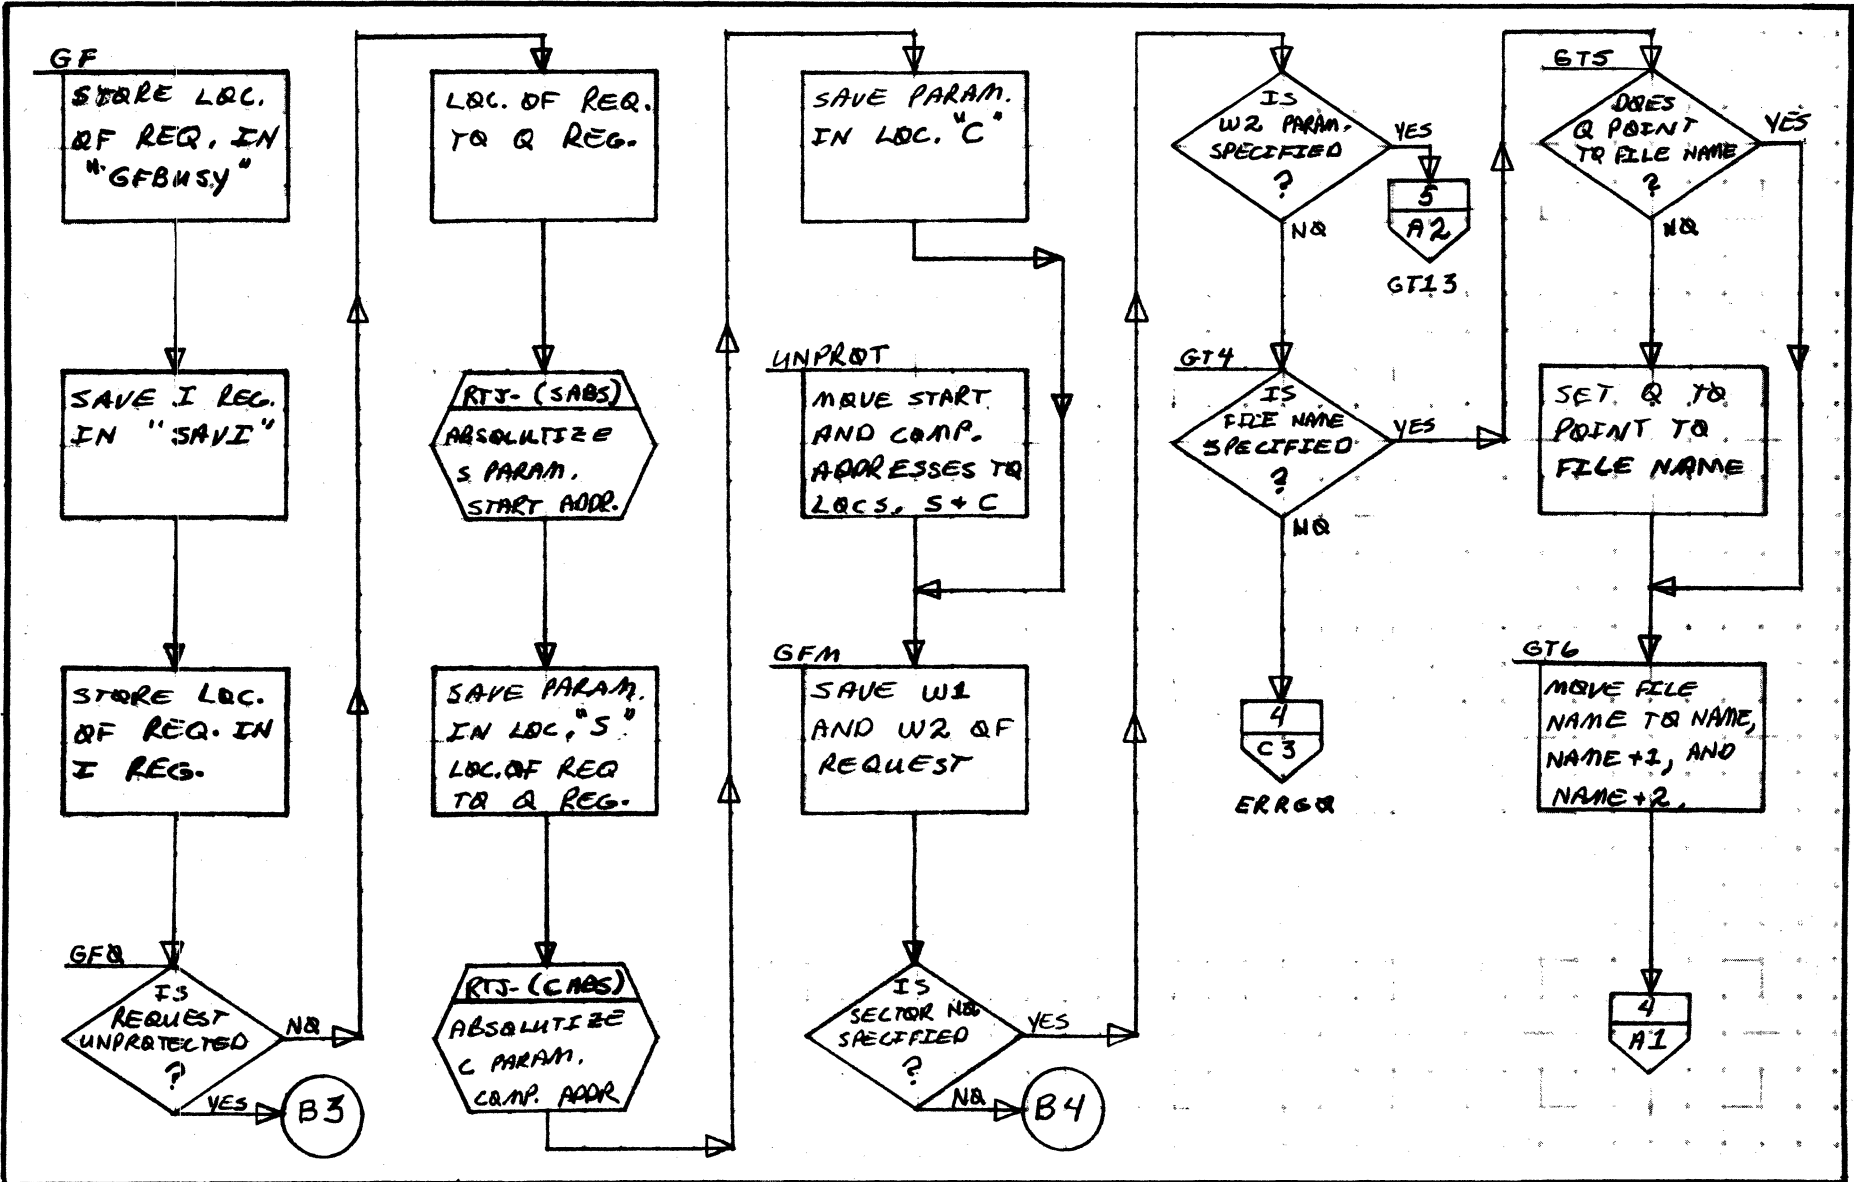 GF
STORE LOC.
OF REQ. IN
"GFBUSY"
SAVE I REG.
IN "SAVI"
STORE LOC.
OF REQ. IN
I REG.
GFO
IS
REQUEST
UNPROTECTED
?
NO
YES
B3
LOC. OF REQ.
TO Q REG.
RTJ-(SABS)
ABSOLUTIZE
S PARAM.
START ADDR.
SAVE PARAM.
IN LOC. "S"
LOC. OF REQ
TO Q REG.
RTJ-(CABS)
ABSOLUTIZE
C PARAM.
COMP. ADDR
SAVE PARAM.
IN LOC. "C"
UNPROT
MOVE START
AND COMP.
ADDRESSES TO
LOCS. S + C
GFM
SAVE W1
AND W2 OF
REQUEST
IS
SECTOR NO
SPECIFIED
?
YES
NO
B4
IS
W2 PARAM.
SPECIFIED
?
YES
5
A2
GT13
NO
GT4
IS
FILE NAME
SPECIFIED
?
YES
NO
4
C3
ERRGO
GT5
DOES
Q POINT
TO FILE NAME
?
YES
NO
SET Q TO
POINT TO
FILE NAME
GT6
MOVE FILE
NAME TO NAME,
NAME+1, AND
NAME+2.
4
A1